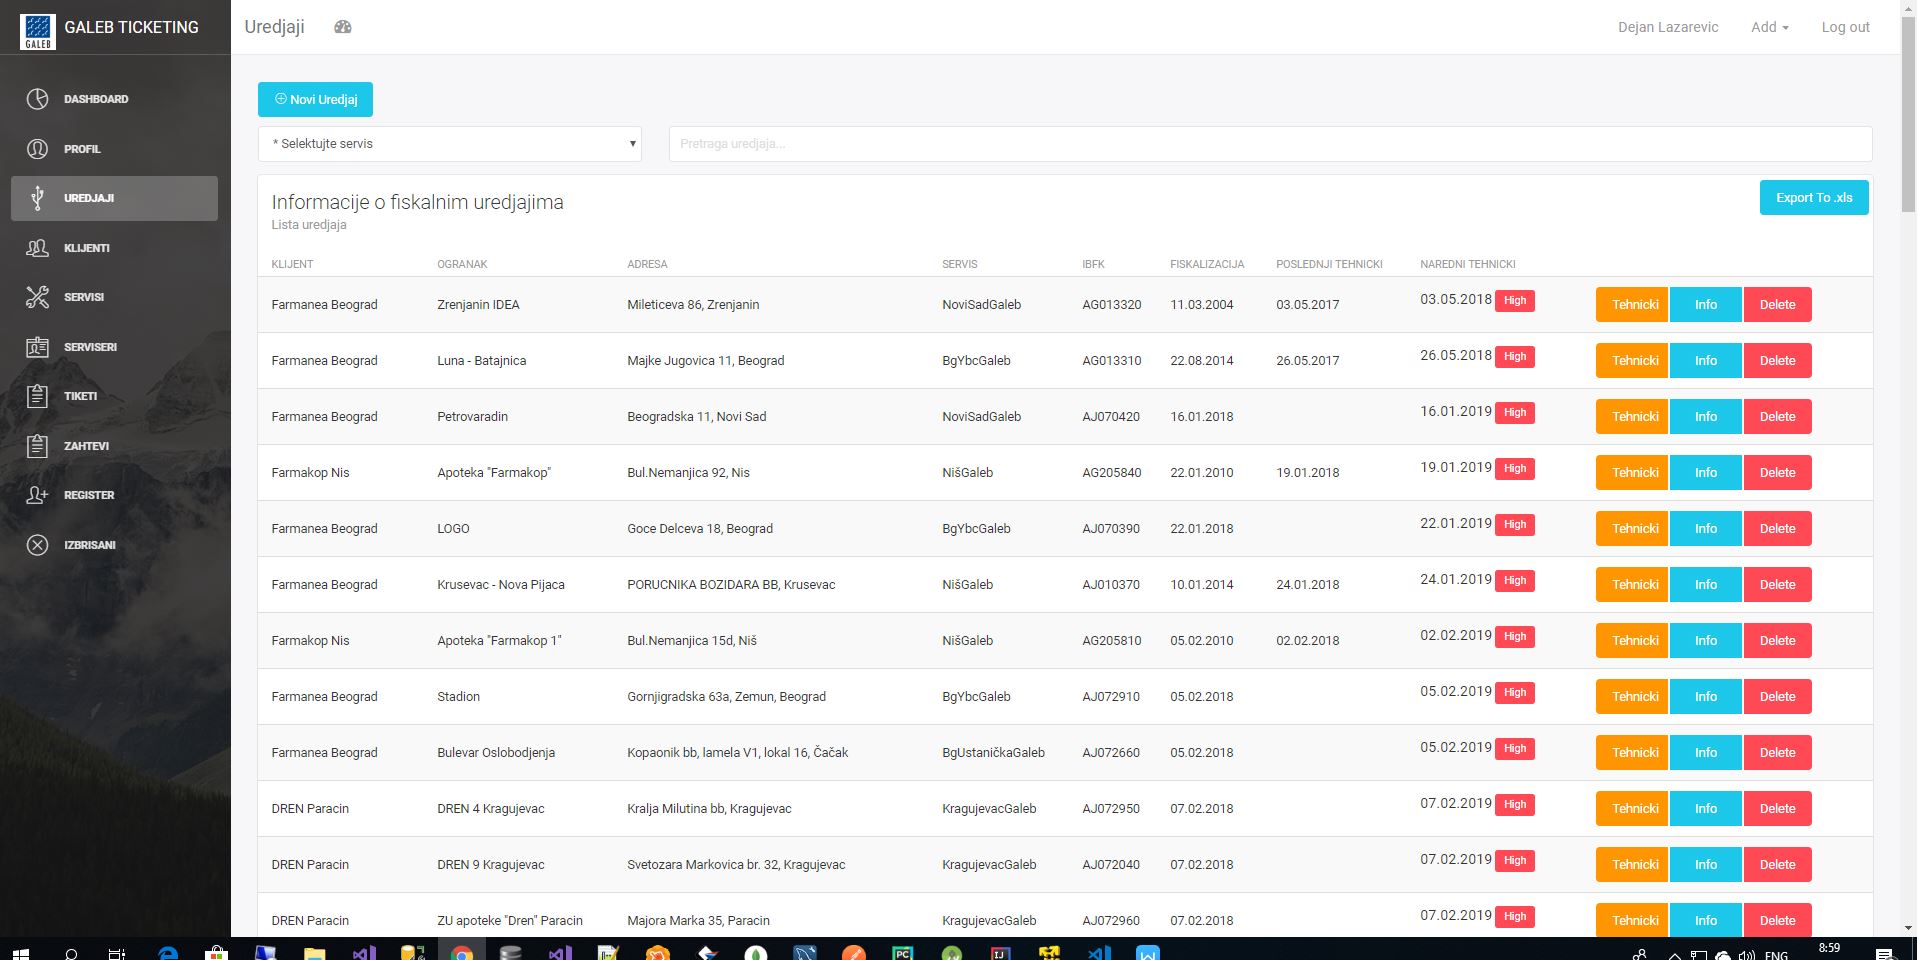 GALEB
GALEB TICKETING
Uredjaji
Dejan Lazarevic Add Log out
DASHBOARD
PROFIL
UREDJAJI
KLIJENTI
SERVISI
SERVISERI
TIKETI
ZAHTEVI
REGISTER
IZBRISANI
Novi Uredjaj
* Selektujte servis
Pretraga uredjaja...
Informacije o fiskalnim uredjajima
Lista uredjaja
Export To .xls
KLIJENT OGRANAK ADRESA SERVIS IBFK FISKALIZACIJA POSLEDNJI TEHNICKI NAREDNI TEHNICKI
Farmanea Beograd Zrenjanin IDEA Mileticeva 86, Zrenjanin NoviSadGaleb AG013320 11.03.2004 03.05.2017 03.05.2018 High Tehnicki Info Delete
Farmanea Beograd Luna - Batajnica Majke Jugovica 11, Beograd BgYbcGaleb AG013310 22.08.2014 26.05.2017 26.05.2018 High Tehnicki Info Delete
Farmanea Beograd Petrovaradin Beogradska 11, Novi Sad NoviSadGaleb AJ070420 16.01.2018 16.01.2019 High Tehnicki Info Delete
Farmakop Nis Apoteka "Farmakop" Bul.Nemanjica 92, Nis NišGaleb AG205840 22.01.2010 19.01.2018 19.01.2019 High Tehnicki Info Delete
Farmanea Beograd LOGO Goce Delceva 18, Beograd BgYbcGaleb AJ070390 22.01.2018 22.01.2019 High Tehnicki Info Delete
Farmanea Beograd Krusevac - Nova Pijaca PORUCNIKA BOZIDARA BB, Krusevac NišGaleb AJ010370 10.01.2014 24.01.2018 24.01.2019 High Tehnicki Info Delete
Farmakop Nis Apoteka "Farmakop 1" Bul.Nemanjica 15d, Niš NišGaleb AG205810 05.02.2010 02.02.2018 02.02.2019 High Tehnicki Info Delete
Farmanea Beograd Stadion Gornjigradska 63a, Zemun, Beograd BgYbcGaleb AJ072910 05.02.2018 05.02.2019 High Tehnicki Info Delete
Farmanea Beograd Bulevar Oslobodjenja Kopaonik bb, lamela V1, lokal 16, Čačak BgUstaničkaGaleb AJ072660 05.02.2018 05.02.2019 High Tehnicki Info Delete
DREN Paracin DREN 4 Kragujevac Kralja Milutina bb, Kragujevac KragujevacGaleb AJ072950 07.02.2018 07.02.2019 High Tehnicki Info Delete
DREN Paracin DREN 9 Kragujevac Svetozara Markovica br. 32, Kragujevac KragujevacGaleb AJ072040 07.02.2018 07.02.2019 High Tehnicki Info Delete
DREN Paracin ZU apoteke "Dren" Paracin Majora Marka 35, Paracin KragujevacGaleb AJ072960 07.02.2018 07.02.2019 High Tehnicki Info Delete
PC IJ ENG 8:59